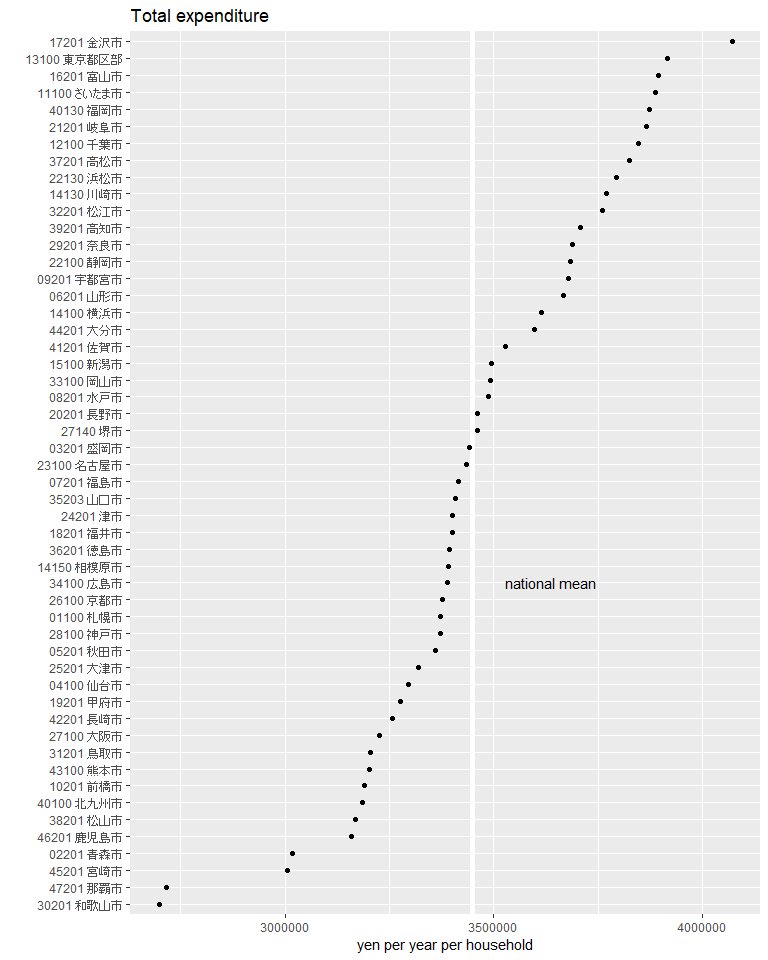 Total expenditure
17201 金沢市
13100 東京都区部
16201 富山市
11100 さいたま市
40130 福岡市
21201 岐阜市
12100 千葉市
37201 高松市
22130 浜松市
14130 川崎市
32201 松江市
39201 高知市
29201 奈良市
22100 静岡市
09201 宇都宮市
06201 山形市
14100 横浜市
44201 大分市
41201 佐賀市
15100 新潟市
33100 岡山市
08201 水戸市
20201 長野市
27140 堺市
03201 盛岡市
23100 名古屋市
07201 福島市
35203 山口市
24201 津市
18201 福井市
36201 徳島市
14150 相模原市
34100 広島市
national mean
26100 京都市
01100 札幌市
28100 神戸市
05201 秋田市
25201 大津市
04100 仙台市
19201 甲府市
42201 長崎市
27100 大阪市
31201 鳥取市
43100 熊本市
10201 前橋市
40100 北九州市
38201 松山市
46201 鹿児島市
02201 青森市
45201 宮崎市
47201 那覇市
30201 和歌山市
3000000 3500000 4000000
yen per year per household